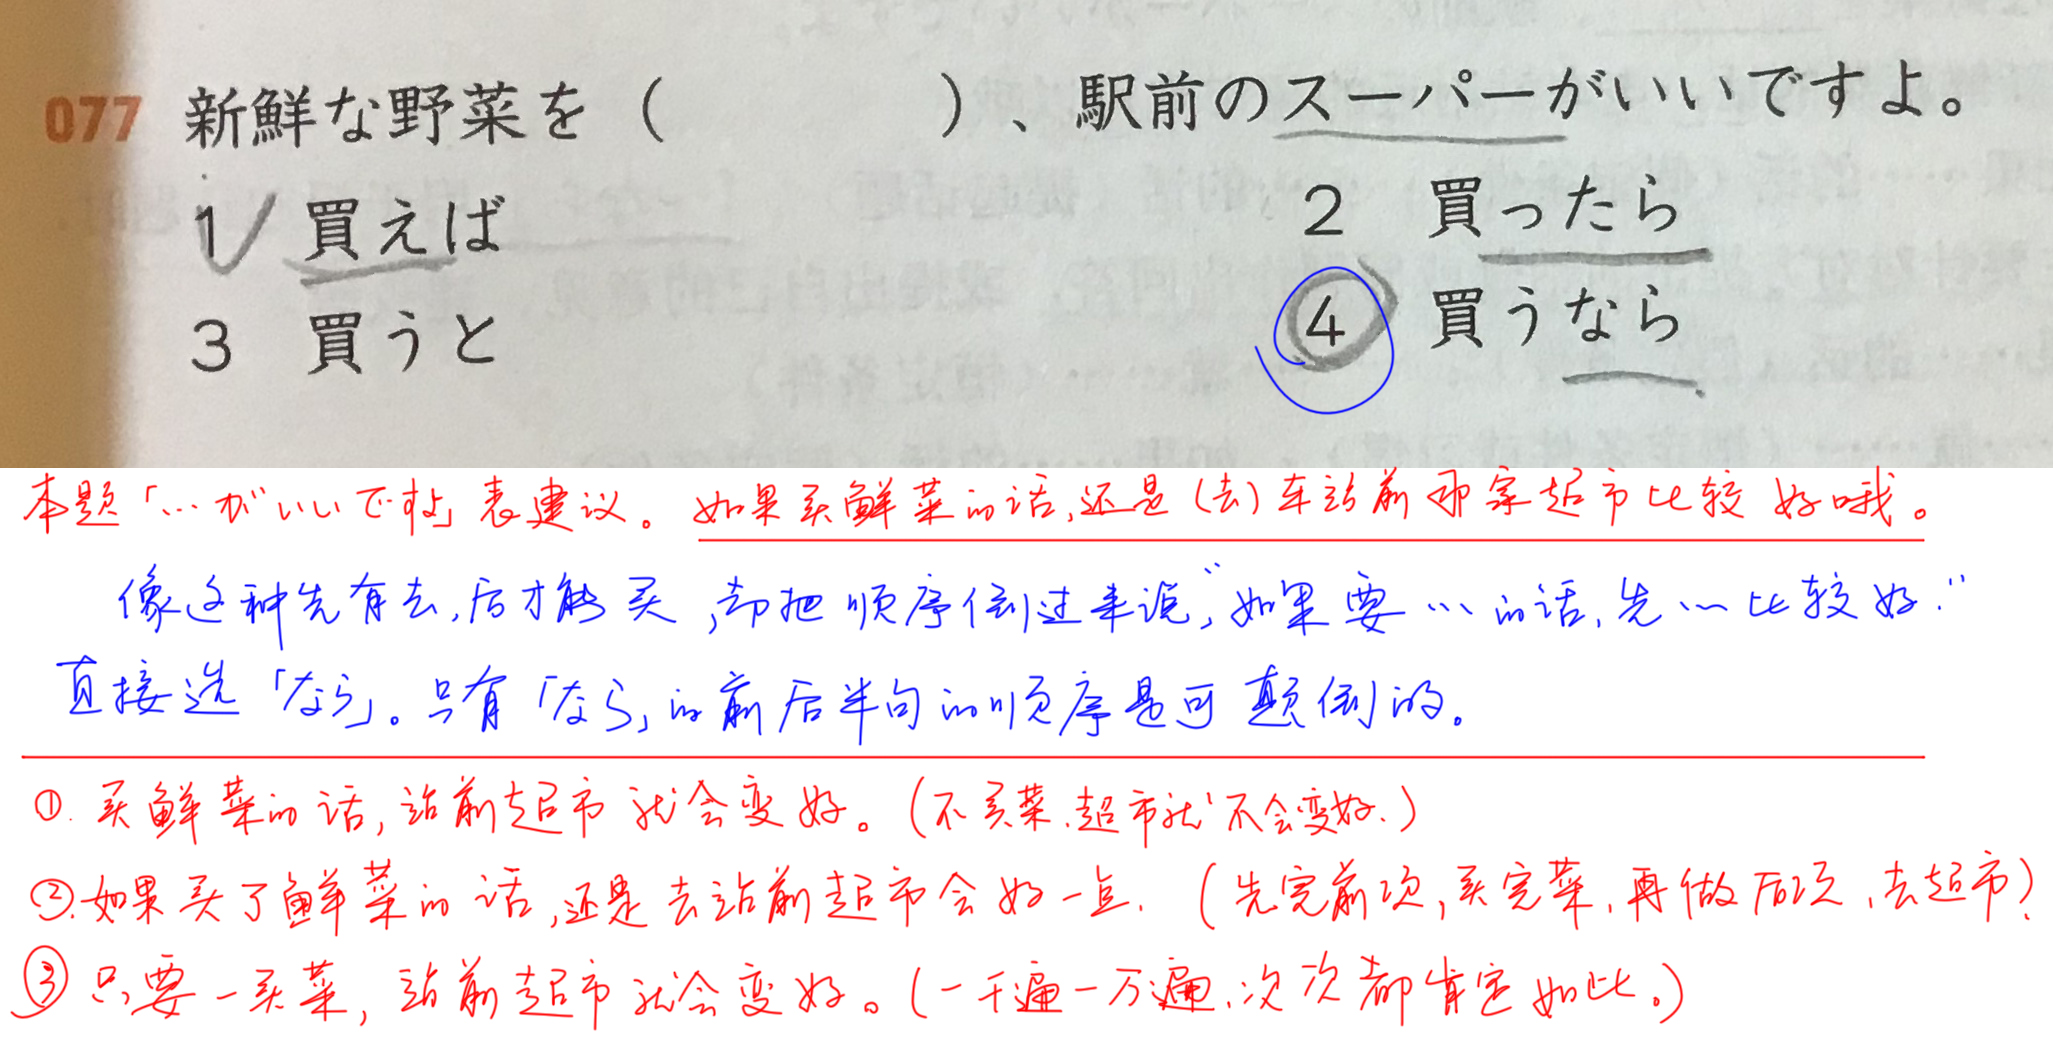 077 新鮮な野菜を（　　　　）、駅前のスーパーがいいですよ。
1 買えば
2 買ったら
3 買うと
4 買うなら
本题「…がいいですよ」表建议。如果买鲜菜的话,还是(去)车站前那家超市比较好哦。
像这种先有去,后才能买,却把顺序倒过来说,“如果要…的话,先…比较好.”
直接选「なら」。只有「なら」的前后半句的顺序是可颠倒的。
①. 买鲜菜的话,站前超市就会变好。(不买菜.超市就不会变好.)
②.如果买了鲜菜的话,还是去站前超市会好一点.(先完前项,买完菜,再做后项,去超市?
③只要一买菜,站前超市就会变好。(一千遍一万遍,次次都肯定如此。)